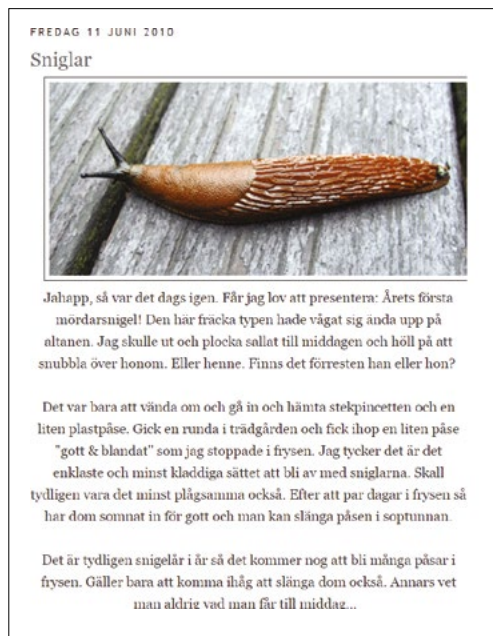 FREDAG 11 JUNI 2010
Sniglar
Jahapp, så var det dags igen. Får jag lov att presentera: Årets första
mördarsnigel! Den här fräcka typen hade vågat sig ända upp på
altanen. Jag skulle ut och plocka sallat till middagen och höll på att
snubbla över honom. Eller henne. Finns det förresten han eller hon?
Det var bara att vända om och gå in och hämta stekpincetten och en
liten plastpåse. Gick en runda i trädgården och fick ihop en liten påse
"gott & blandat" som jag stoppade i frysen. Jag tycker det är det
enklaste och minst kladdiga sättet att bli av med sniglarna. Skall
tydligen vara det minst plågsamma också. Efter att par dagar i frysen så
har dom somnat in för gott och man kan slänga påsen i soptunnan.
Det är tydligen snigelår i år så det kommer nog att bli många påsar i
frysen. Gäller bara att komma ihåg att slänga dom också. Annars vet
man aldrig vad man får till middag...